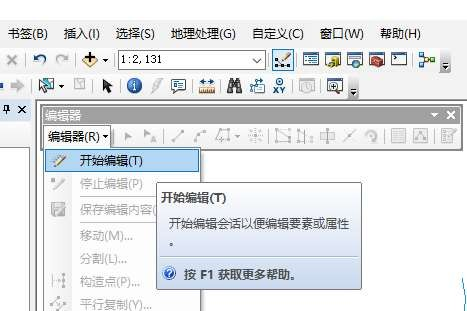 书签(B) 插入(I) 选择(S) 地理处理(G) 自定义(C) 窗口(W) 帮助(H)
1:2,131
XY
编辑器
编辑器(R)
开始编辑(T)
停止编辑(P)
开始编辑(T)
保存编辑内容(
开始编辑会话以便编辑要素或属性
。
移动(M)...
分割(L)...
构造点(P)...
按 F1 获取更多帮助。
平行复制(Y)...